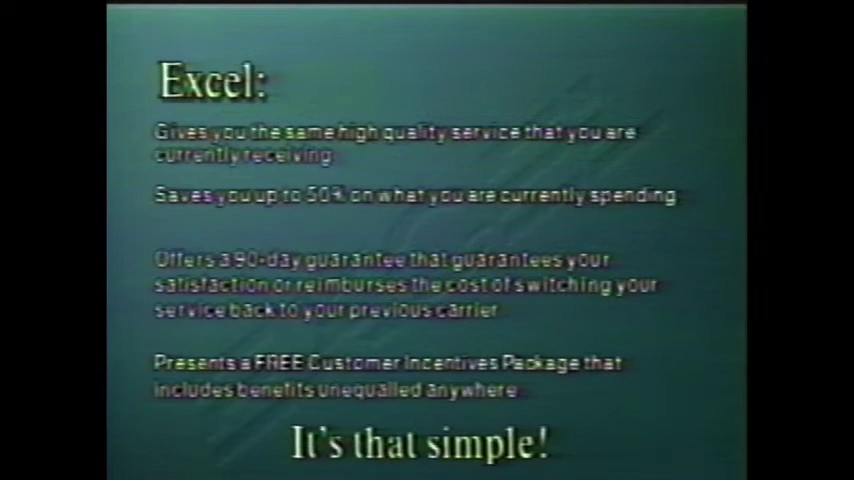 Excel:
Gives you the same high quality service that you are
currently receiving
Saves you up to 50% on what you are currently spending
Offers a 90-day guarantee that guarantees your
satisfaction or reimburses the cost of switching your
service back to your previous carrier
Presents a FREE Customer Incentives Package that
includes benefits unequalled anywhere
It's that simple!